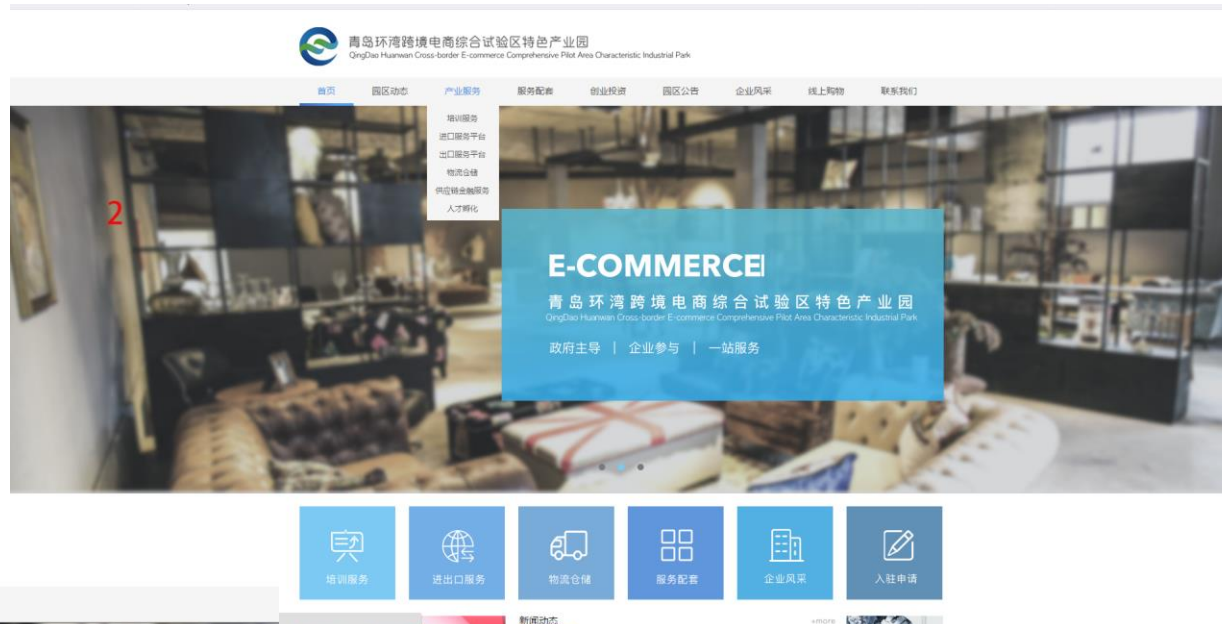 青岛环湾跨境电商综合试验区特色产业园
QingDao Huanwan Cross-border E-commerce Comprehensive Pilot Area Characteristic Industrial Park
首页 园区动态 产业服务 服务配套 创业投资 园区公告 企业风采 线上购物 联系我们
培训服务
进口服务平台
出口服务平台
物流仓储
供应链金融服务
人才孵化
2
E-COMMERCE
青岛环湾跨境电商综合试验区特色产业园
QingDao Huanwan Cross-border E-commerce Comprehensive Pilot Area Characteristic Industrial Park
政府主导 | 企业参与 | 一站服务
培训服务 进出口服务 物流仓储 服务配套 企业风采 入驻申请
新闻动态 +more